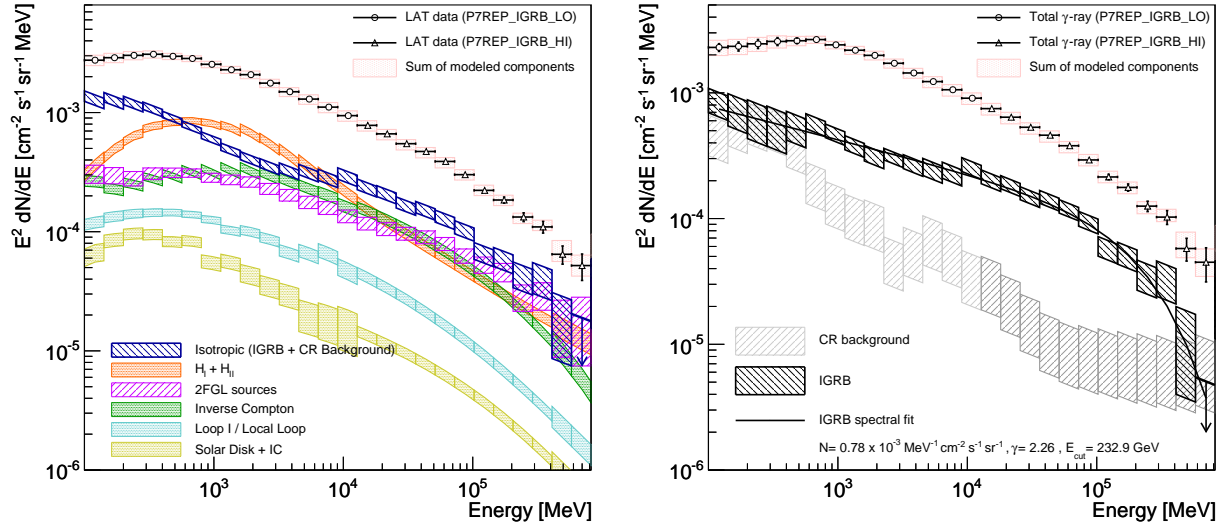 LAT data (P7REP_IGRB_LO)
LAT data (P7REP_IGRB_HI)
Sum of modeled components
E² dN/dE [cm⁻² s⁻¹ sr⁻¹ MeV]
10⁻³
10⁻⁴
10⁻⁵
10⁻⁶
Isotropic (IGRB + CR Background)
H_I + H_II
2FGL sources
Inverse Compton
Loop I / Local Loop
Solar Disk + IC
10³
10⁴
10⁵
Energy [MeV]
Total γ-ray (P7REP_IGRB_LO)
Total γ-ray (P7REP_IGRB_HI)
Sum of modeled components
E² dN/dE [cm⁻² s⁻¹ sr⁻¹ MeV]
10⁻³
10⁻⁴
10⁻⁵
10⁻⁶
CR background
IGRB
IGRB spectral fit
N= 0.78 x 10⁻³ MeV⁻¹ cm⁻² s⁻¹ sr⁻¹ , γ= 2.26 , E_cut= 232.9 GeV
10³
10⁴
10⁵
Energy [MeV]